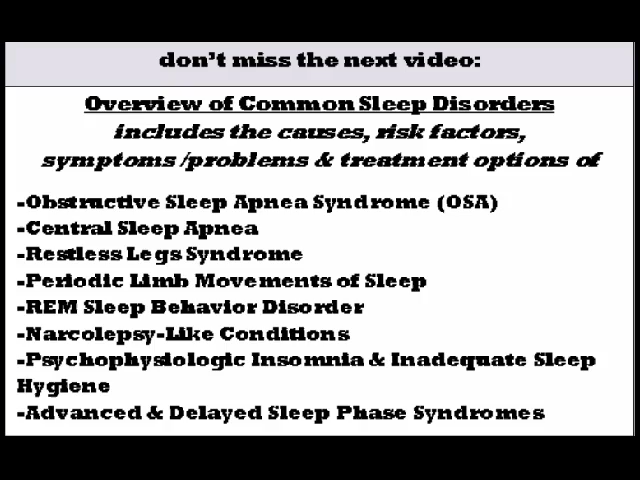 don't miss the next video:
Overview of Common Sleep Disorders
includes the causes, risk factors,
symptoms /problems & treatment options of
-Obstructive Sleep Apnea Syndrome (OSA)
-Central Sleep Apnea
-Restless Legs Syndrome
-Periodic Limb Movements of Sleep
-REM Sleep Behavior Disorder
-Narcolepsy-Like Conditions
-Psychophysiologic Insomnia & Inadequate Sleep
Hygiene
-Advanced & Delayed Sleep Phase Syndromes